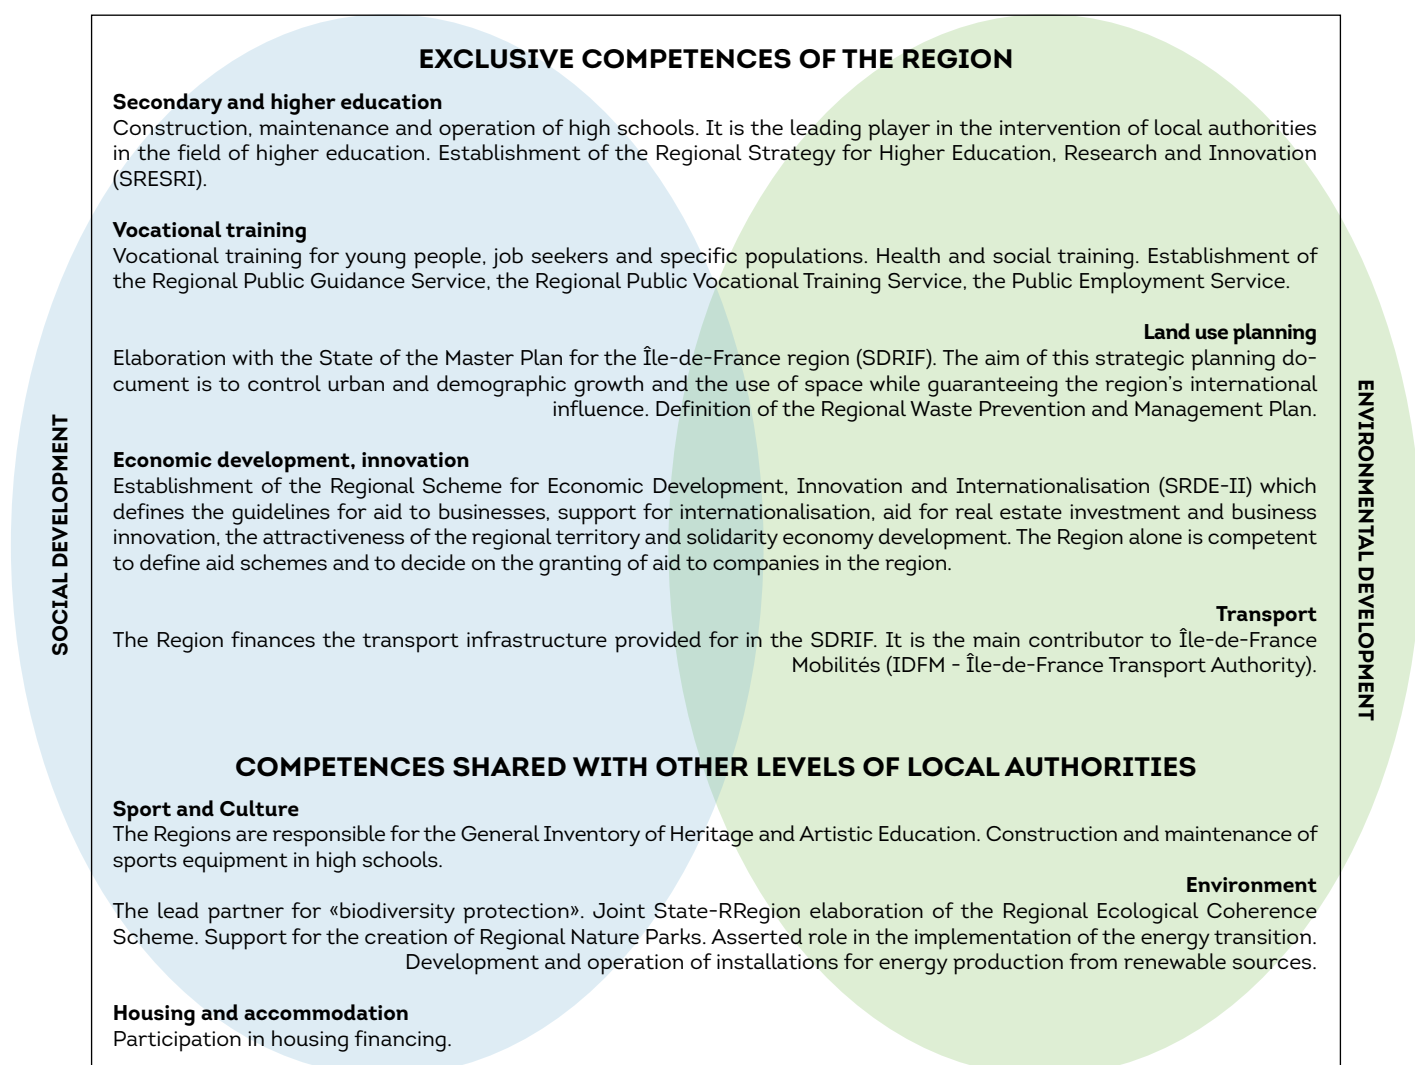 EXCLUSIVE COMPETENCES OF THE REGION
Secondary and higher education
Construction, maintenance and operation of high schools. It is the leading player in the intervention of local authorities
in the field of higher education. Establishment of the Regional Strategy for Higher Education, Research and Innovation
(SRESRI).
Vocational training
Vocational training for young people, job seekers and specific populations. Health and social training. Establishment of
the Regional Public Guidance Service, the Regional Public Vocational Training Service, the Public Employment Service.
Land use planning
Elaboration with the State of the Master Plan for the Île-de-France region (SDRIF). The aim of this strategic planning do-
cument is to control urban and demographic growth and the use of space while guaranteeing the region's international
influence. Definition of the Regional Waste Prevention and Management Plan.
Economic development, innovation
Establishment of the Regional Scheme for Economic Development, Innovation and Internationalisation (SRDE-II) which
defines the guidelines for aid to businesses, support for internationalisation, aid for real estate investment and business
innovation, the attractiveness of the regional territory and solidarity economy development. The Region alone is competent
to define aid schemes and to decide on the granting of aid to companies in the region.
Transport
The Region finances the transport infrastructure provided for in the SDRIF. It is the main contributor to Île-de-France
Mobilités (IDFM - Île-de-France Transport Authority).
COMPETENCES SHARED WITH OTHER LEVELS OF LOCAL AUTHORITIES
Sport and Culture
The Regions are responsible for the General Inventory of Heritage and Artistic Education. Construction and maintenance of
sports equipment in high schools.
Environment
The lead partner for «biodiversity protection». Joint State-RRegion elaboration of the Regional Ecological Coherence
Scheme. Support for the creation of Regional Nature Parks. Asserted role in the implementation of the energy transition.
Development and operation of installations for energy production from renewable sources.
Housing and accommodation
Participation in housing financing.
SOCIAL DEVELOPMENT
ENVIRONMENTAL DEVELOPMENT